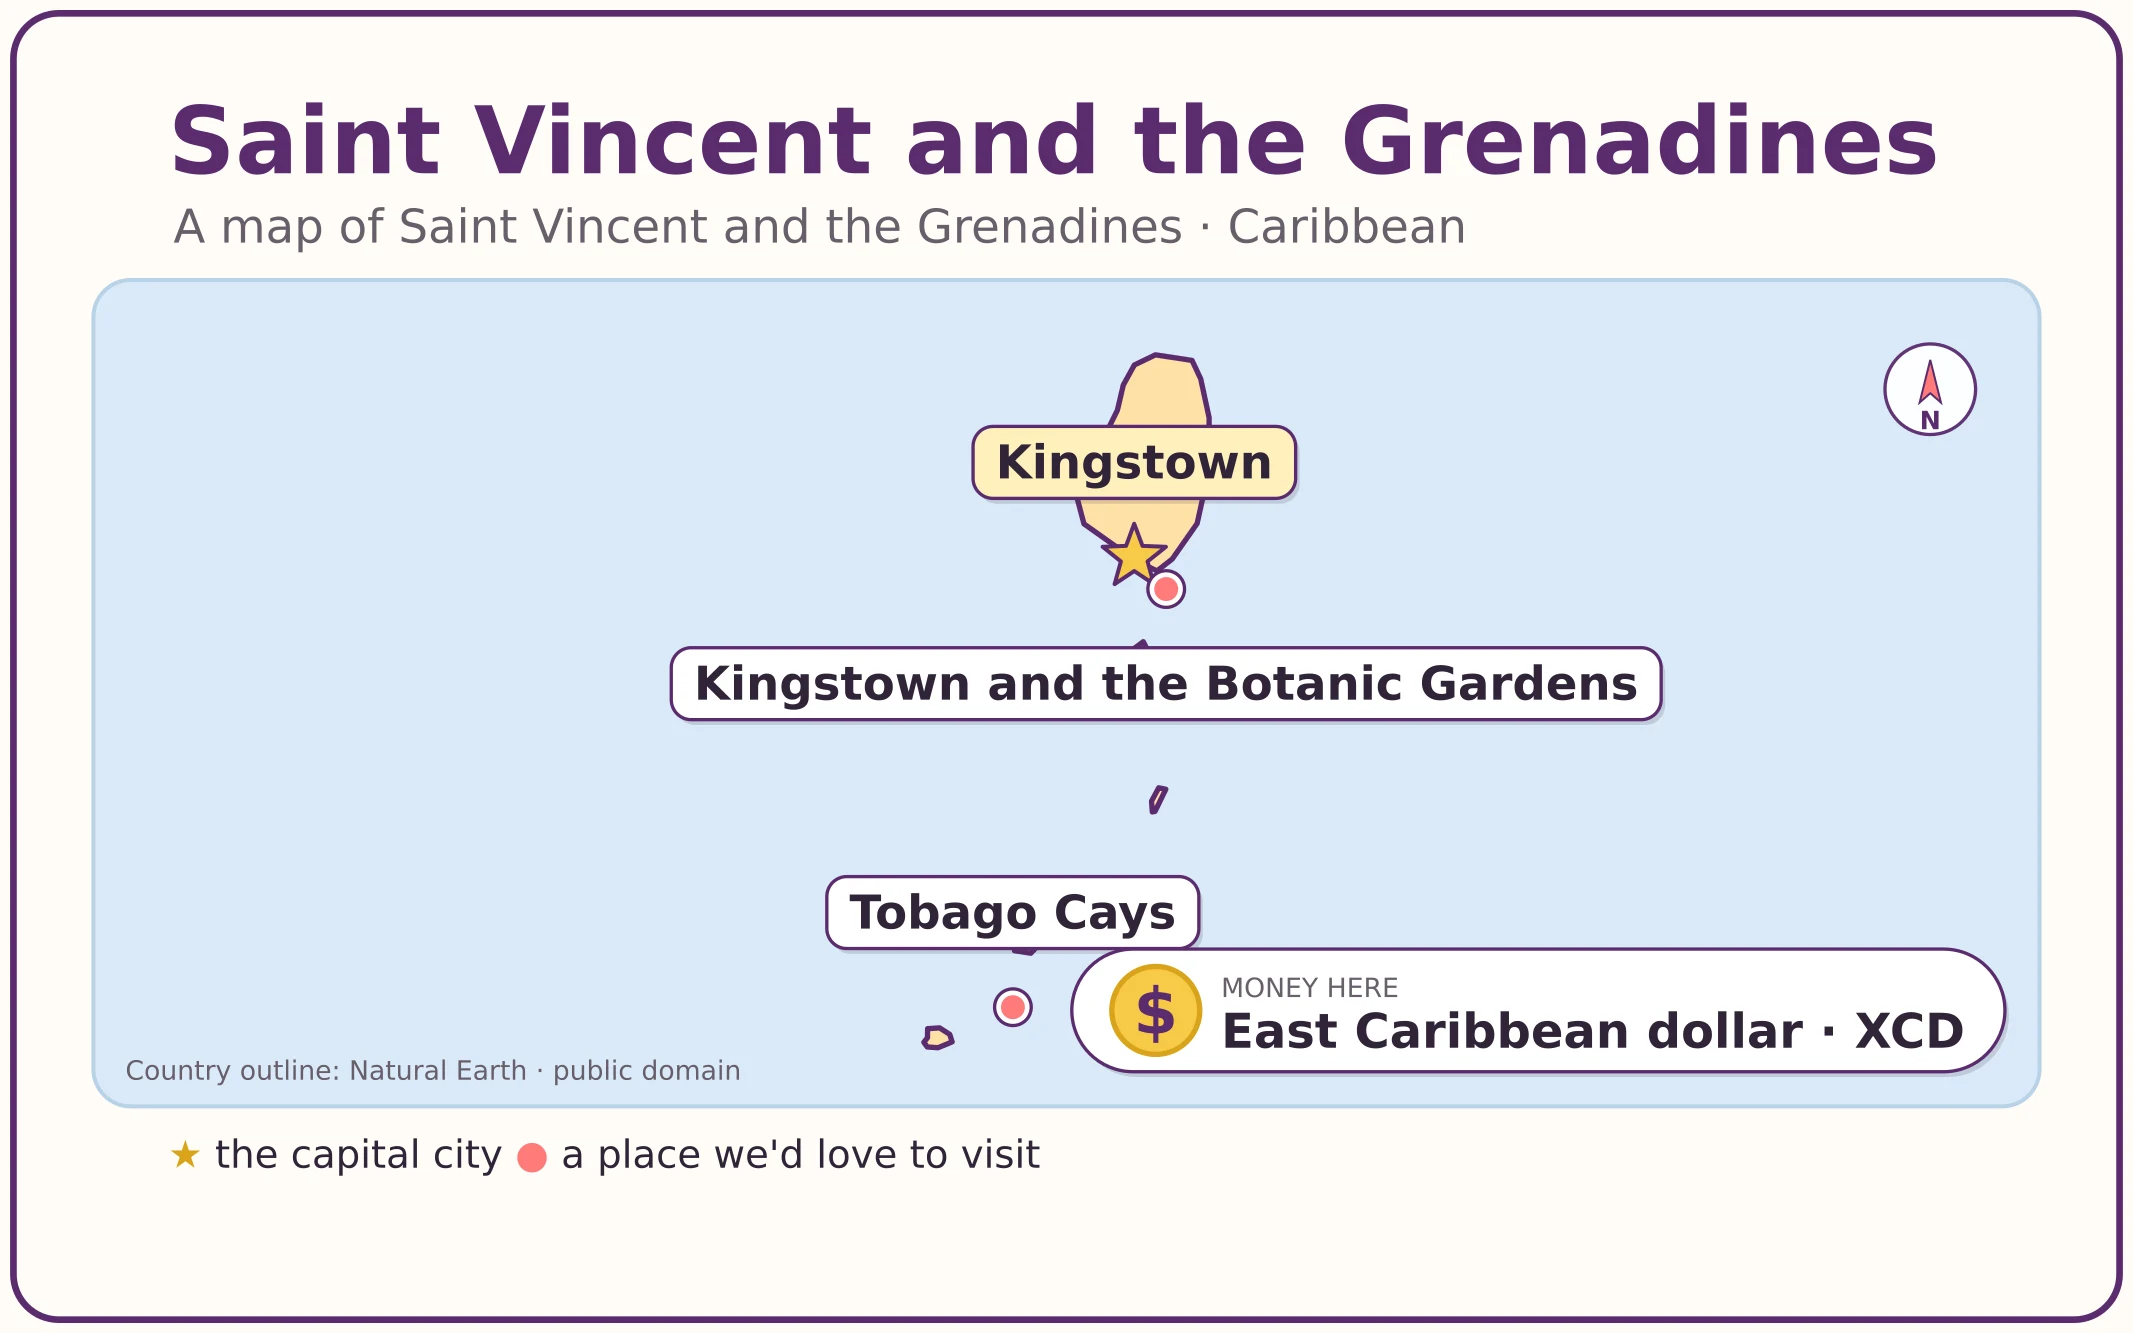 Saint Vincent and the Grenadines
A map of Saint Vincent and the Grenadines · Caribbean
N
Kingstown
Kingstown and the Botanic Gardens
Tobago Cays
$
MONEY HERE
East Caribbean dollar · XCD
Country outline: Natural Earth · public domain
★ the capital city ● a place we'd love to visit